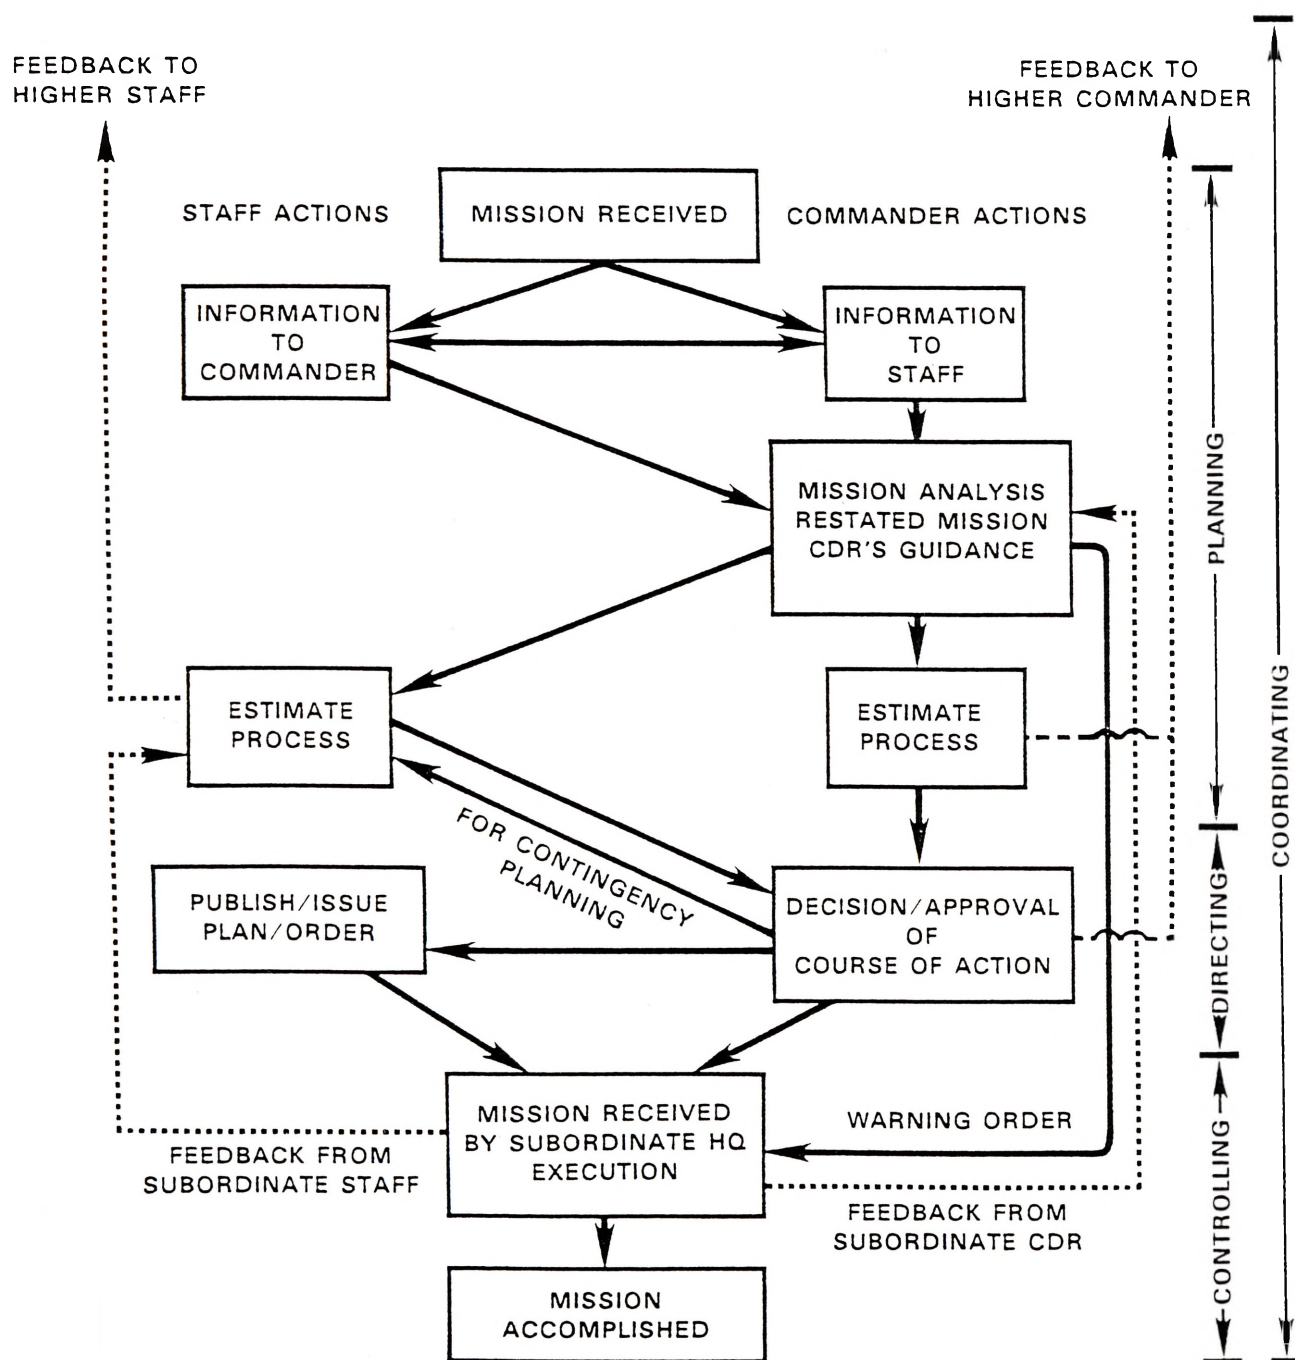 FEEDBACK TO
HIGHER STAFF
FEEDBACK TO
HIGHER COMMANDER
STAFF ACTIONS
MISSION RECEIVED
COMMANDER ACTIONS
INFORMATION
TO
COMMANDER
INFORMATION
TO
STAFF
MISSION ANALYSIS
RESTATED MISSION
CDR'S GUIDANCE
PLANNING
ESTIMATE
PROCESS
ESTIMATE
PROCESS
COORDINATING
FOR CONTINGENCY
PLANNING
PUBLISH/ISSUE
PLAN/ORDER
DECISION/APPROVAL
OF
COURSE OF ACTION
DIRECTING
MISSION RECEIVED
BY SUBORDINATE HQ
EXECUTION
WARNING ORDER
FEEDBACK FROM
SUBORDINATE STAFF
FEEDBACK FROM
SUBORDINATE CDR
CONTROLLING
MISSION
ACCOMPLISHED